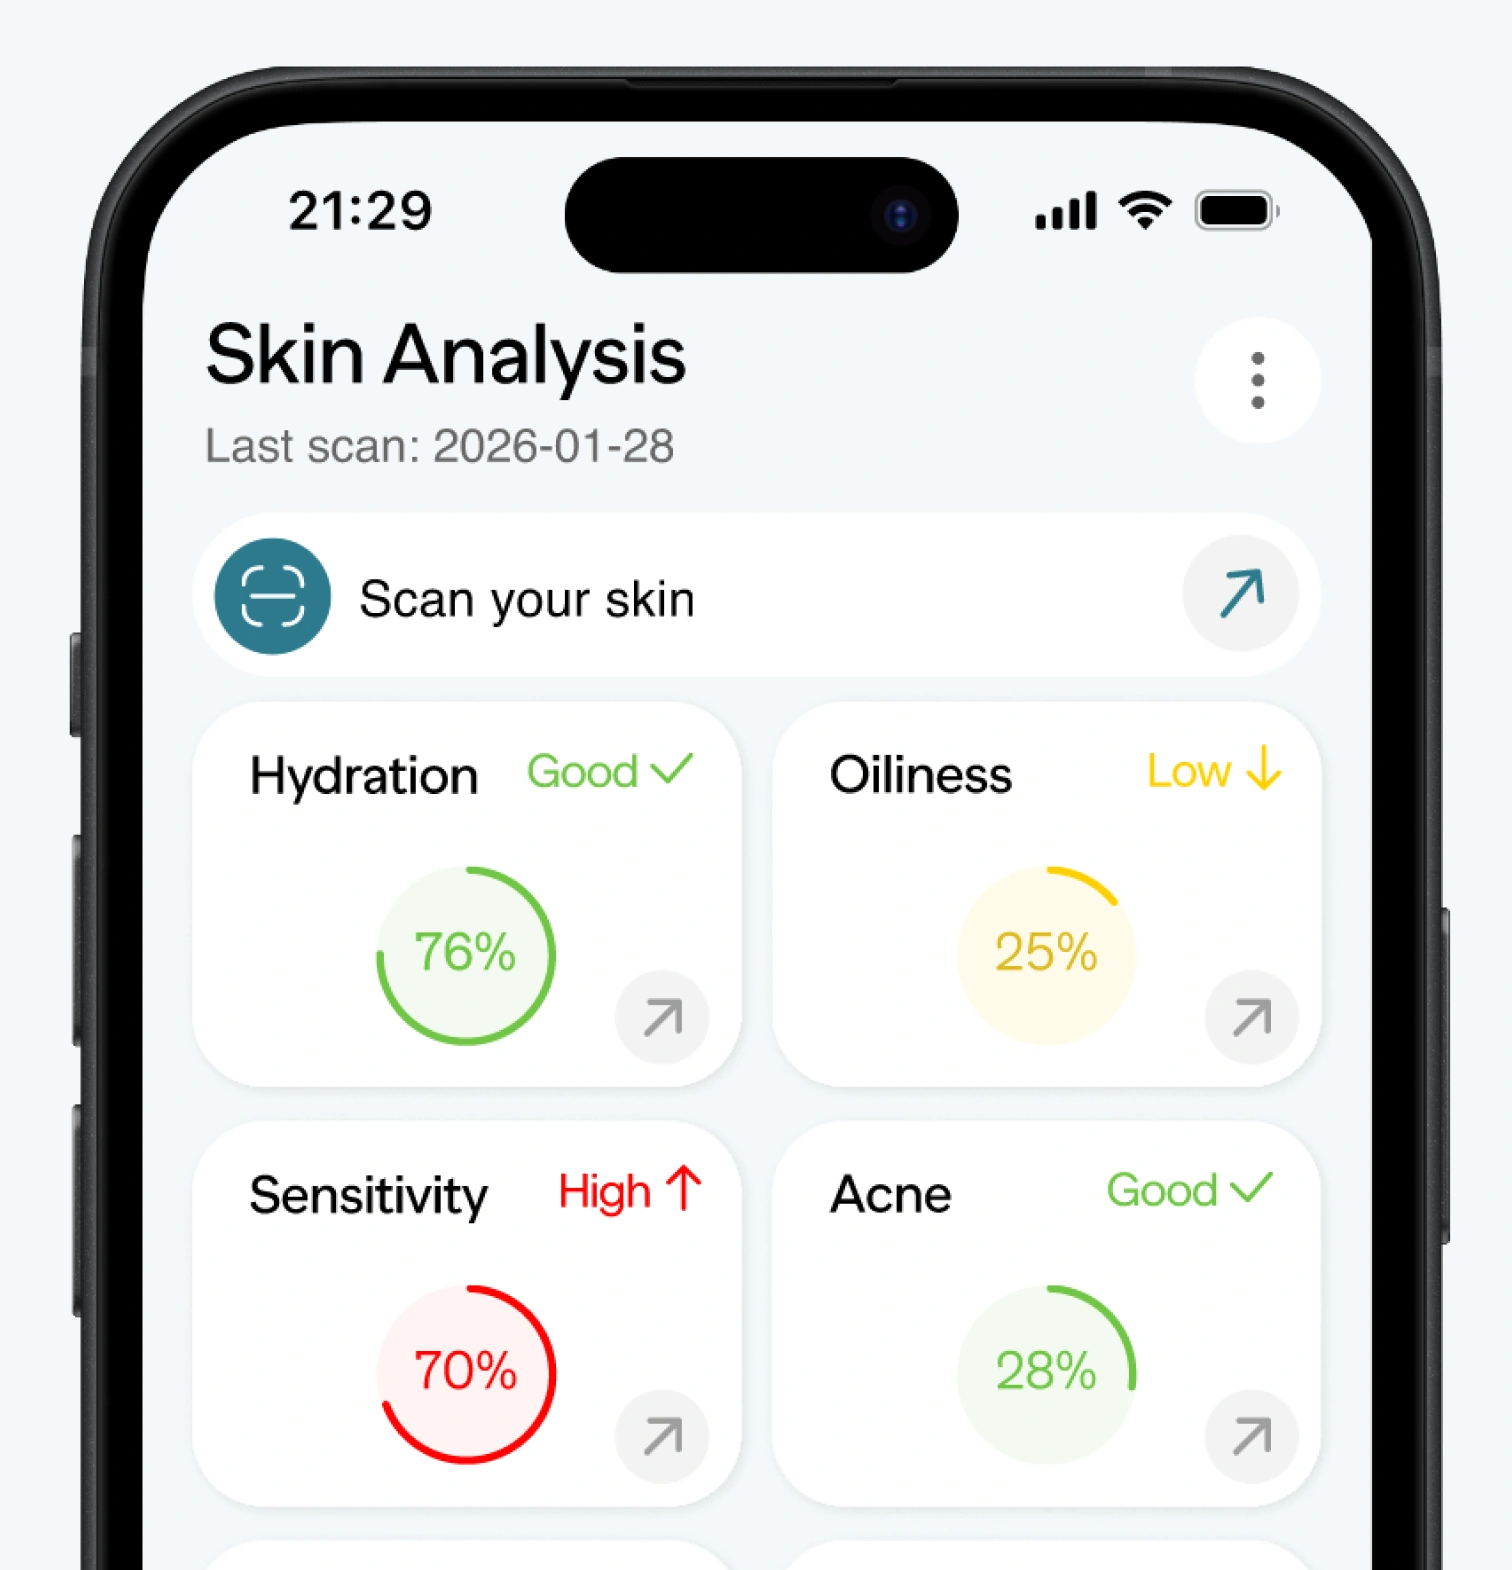 21:29
Skin Analysis
Last scan: 2026-01-28
Scan your skin
Hydration Good
76%
Oiliness Low
25%
Sensitivity High
70%
Acne Good
28%